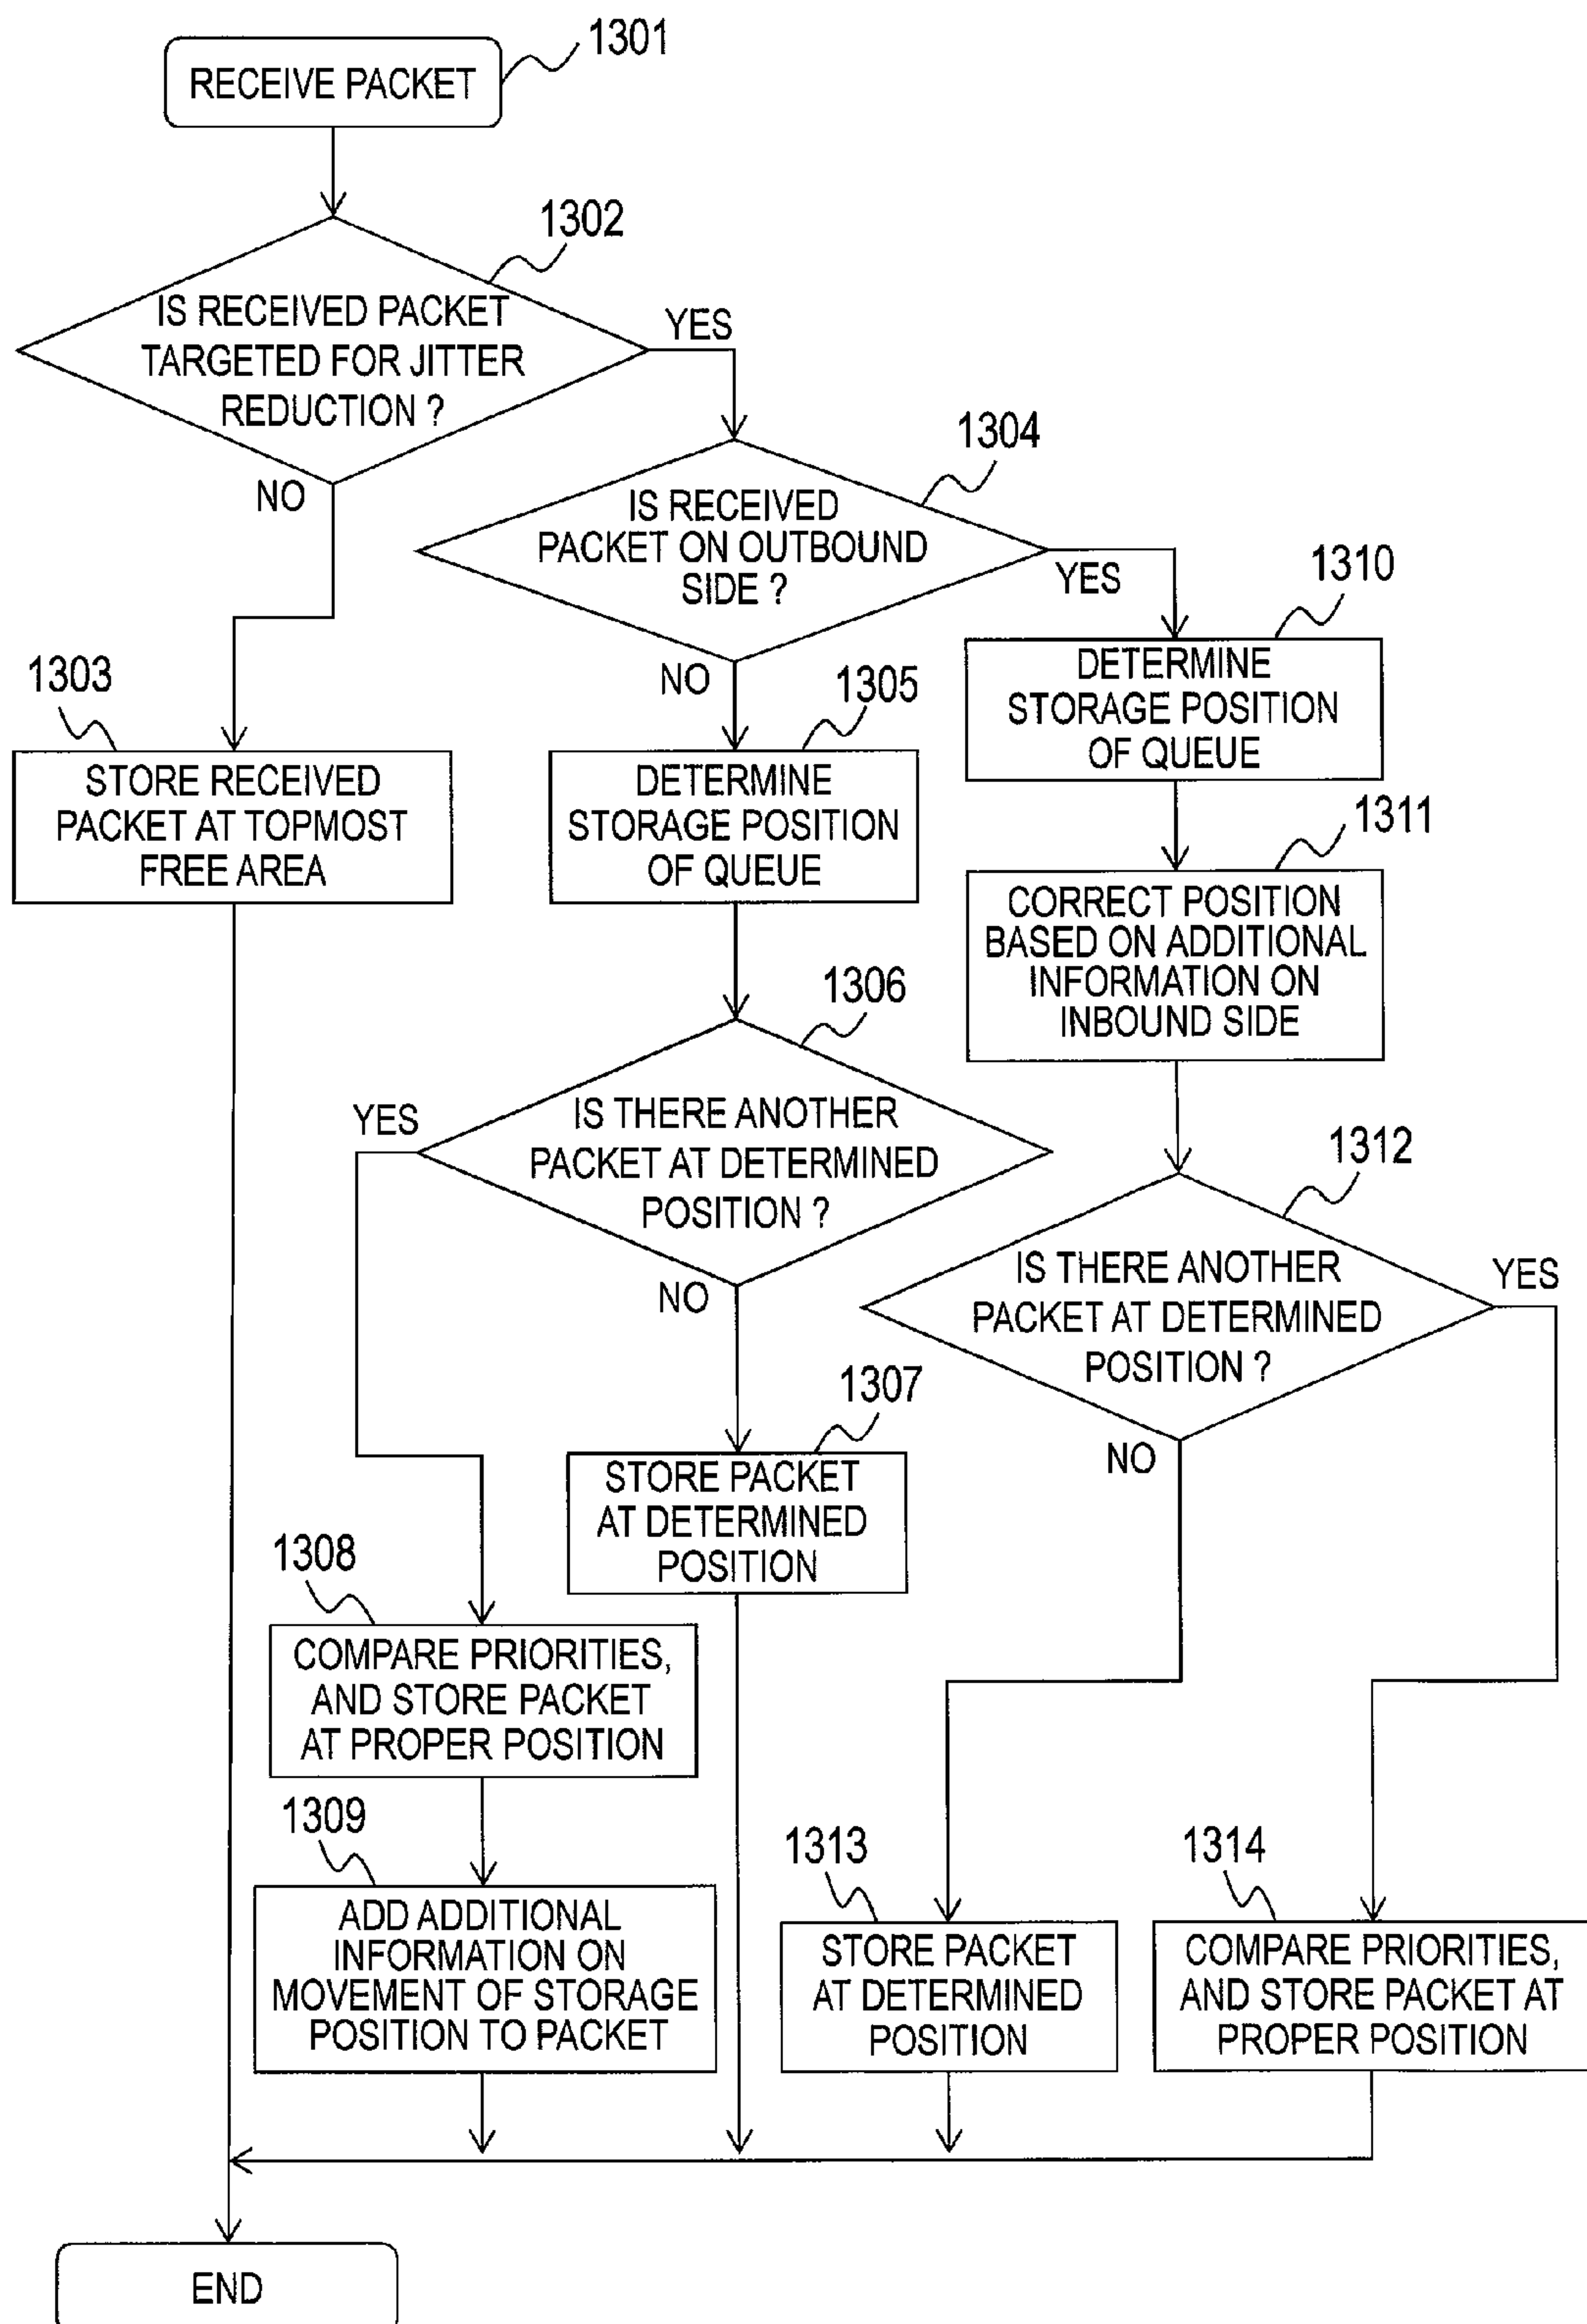 1301
RECEIVE PACKET
1302
IS RECEIVED PACKET
TARGETED FOR JITTER
REDUCTION ?
YES
NO
1304
IS RECEIVED
PACKET ON OUTBOUND
SIDE ?
YES
NO
1303
STORE RECEIVED
PACKET AT TOPMOST
FREE AREA
1305
DETERMINE
STORAGE POSITION
OF QUEUE
1310
DETERMINE
STORAGE POSITION
OF QUEUE
1311
CORRECT POSITION
BASED ON ADDITIONAL
INFORMATION ON
INBOUND SIDE
1306
IS THERE ANOTHER
PACKET AT DETERMINED
POSITION ?
YES
NO
1312
IS THERE ANOTHER
PACKET AT DETERMINED
POSITION ?
YES
NO
1307
STORE PACKET
AT DETERMINED
POSITION
1308
COMPARE PRIORITIES,
AND STORE PACKET
AT PROPER POSITION
1309
ADD ADDITIONAL
INFORMATION ON
MOVEMENT OF STORAGE
POSITION TO PACKET
1313
STORE PACKET
AT DETERMINED
POSITION
1314
COMPARE PRIORITIES,
AND STORE PACKET AT
PROPER POSITION
END